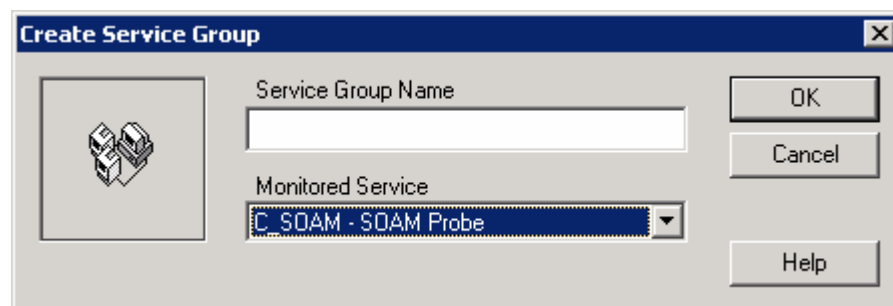 Create Service Group
Service Group Name
OK
Cancel
Monitored Service
C_SOAM - SOAM Probe
Help